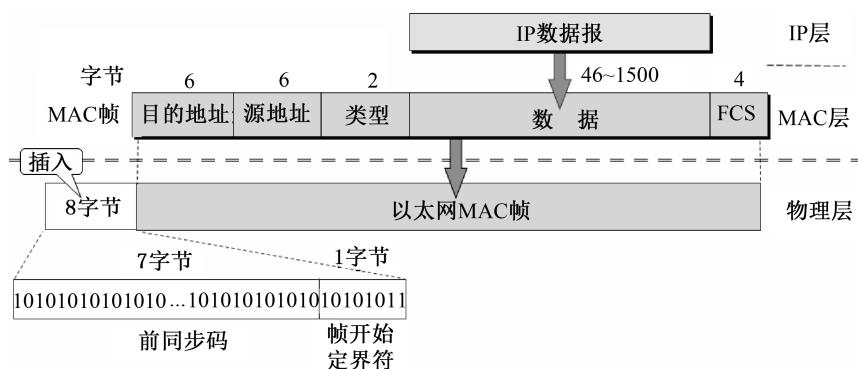 IP数据报
IP层
字节
6
6
2
46~1500
4
MAC帧
目的地址
源地址
类型
数 据
FCS
MAC层
插入
8字节
以太网MAC帧
物理层
7字节
1字节
10101010101010...101010101010
10101011
前同步码
帧开始
定界符